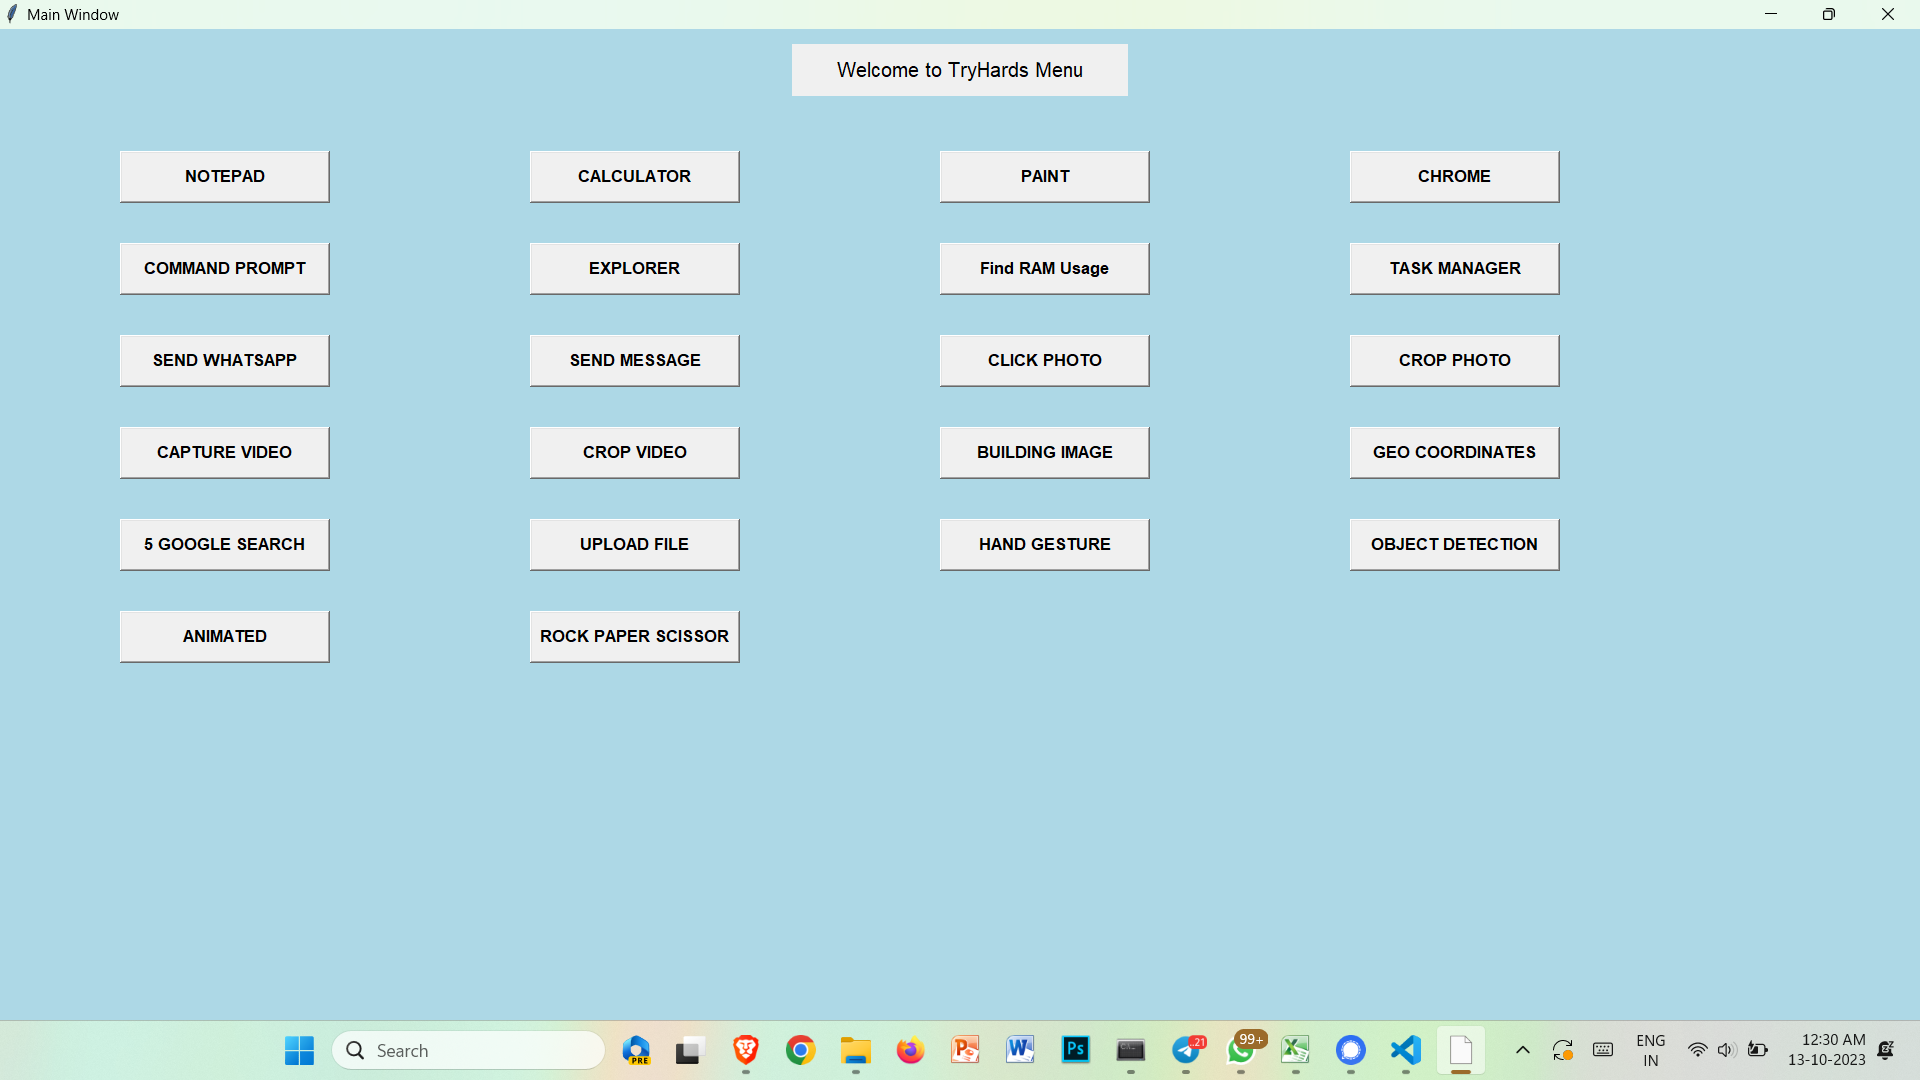 Main Window
Welcome to TryHards Menu
NOTEPAD
CALCULATOR
PAINT
CHROME
COMMAND PROMPT
EXPLORER
Find RAM Usage
TASK MANAGER
SEND WHATSAPP
SEND MESSAGE
CLICK PHOTO
CROP PHOTO
CAPTURE VIDEO
CROP VIDEO
BUILDING IMAGE
GEO COORDINATES
5 GOOGLE SEARCH
UPLOAD FILE
HAND GESTURE
OBJECT DETECTION
ANIMATED
ROCK PAPER SCISSOR
Search
PRE
Ps
..21
99+
ENG
IN
12:30 AM
13-10-2023